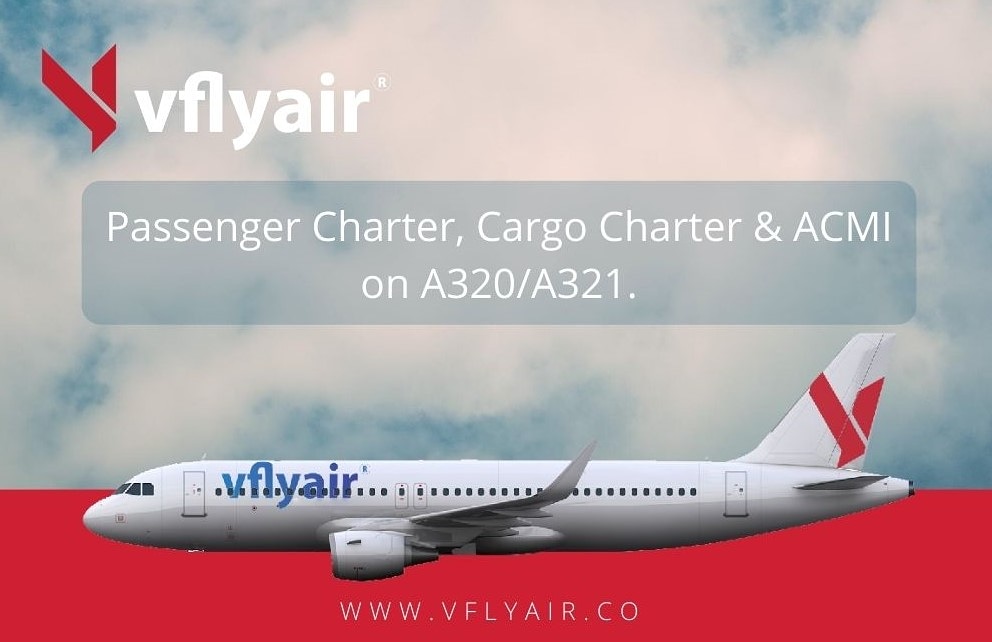 vflyair®
Passenger Charter, Cargo Charter & ACMI
on A320/A321.
vflyair®
WWW.VFLYAIR.CO